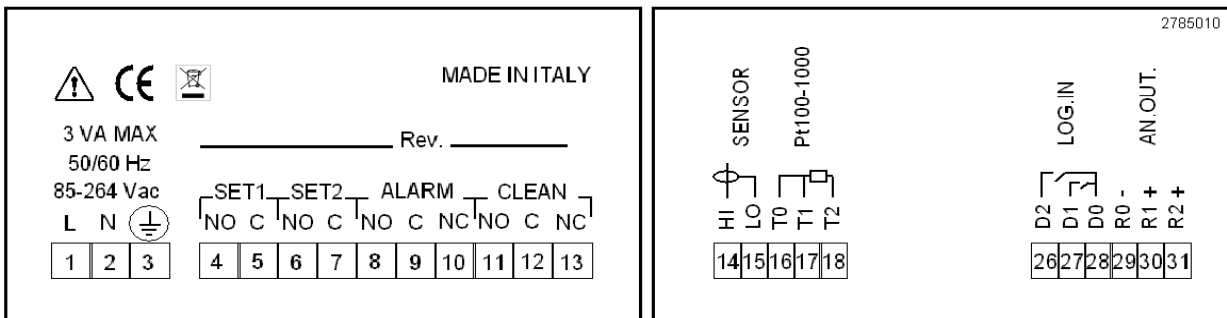 MADE IN ITALY
3 VA MAX
50/60 Hz
85-264 Vac
Rev.
SET1 SET2 ALARM CLEAN
L N NO C NO C NO C NC NO C NC
1 2 3 4 5 6 7 8 9 10 11 12 13
2785010
SENSOR Pt100-1000 LOG.IN AN.OUT.
HI LO T0 T1 T2 D2 D1 D0 R0 - R1 + R2 +
14 15 16 17 18 26 27 28 29 30 31